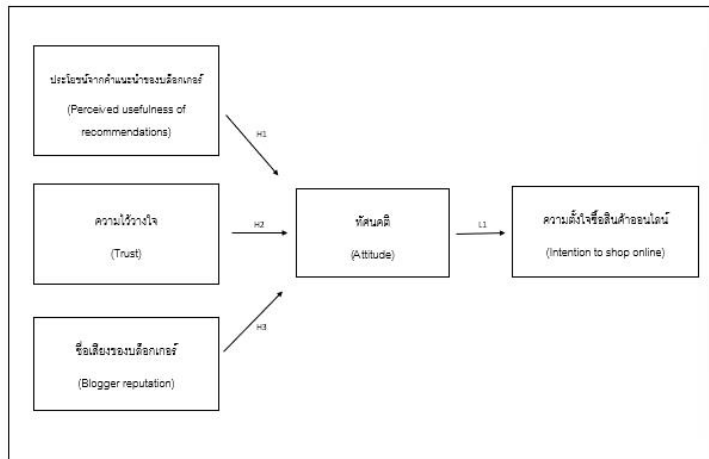 ประโยชน์จากคำแนะนำของบล็อกเกอร์
(Perceived usefulness of
recommendations)
H1
ความไว้วางใจ
(Trust)
H2
ทัศนคติ
(Attitude)
L1
ความตั้งใจซื้อสินค้าออนไลน์
(Intention to shop online)
H3
ชื่อเสียงของบล็อกเกอร์
(Blogger reputation)